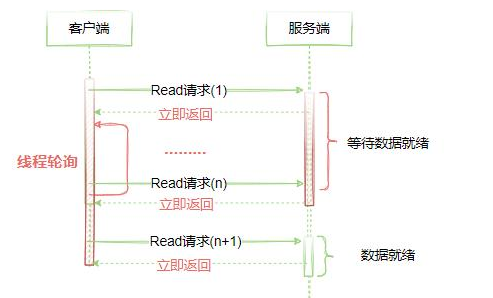 客户端
服务端
Read请求(1)
立即返回
等待数据就绪
线程轮询
Read请求(n)
立即返回
Read请求(n+1)
数据就绪
立即返回